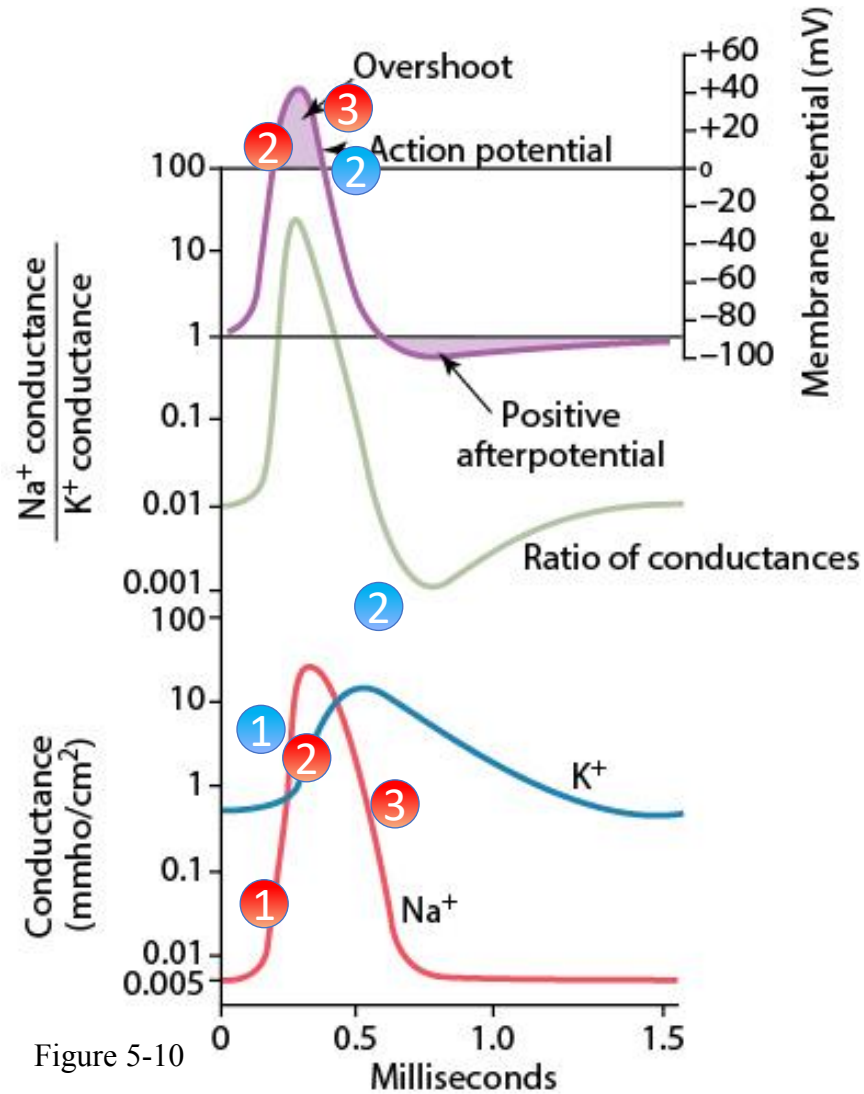 Overshoot
3
2
Action potential
2
+60
+40
+20
0
−20
−40
−60
−80
−100
Membrane potential (mV)
100
10
1
0.1
0.01
0.001
Na⁺ conductance
K⁺ conductance
Positive
afterpotential
Ratio of conductances
2
100
10
1
0.1
0.01
0.005
Conductance
(mmho/cm²)
1
2
3
1
K⁺
Na⁺
0
0.5
1.0
1.5
Milliseconds
Figure 5-10